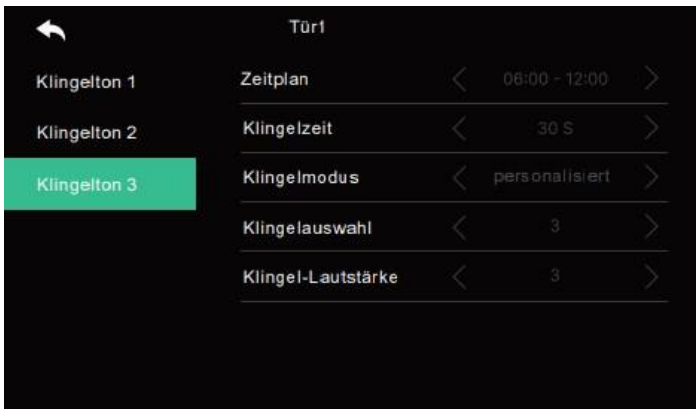 Tür1
Klingelton 1
Klingelton 2
Klingelton 3
Zeitplan 06:00 - 12:00
Klingelzeit 30 S
Klingelmodus personalisiert
Klingelauswahl 3
Klingel-Lautstärke 3